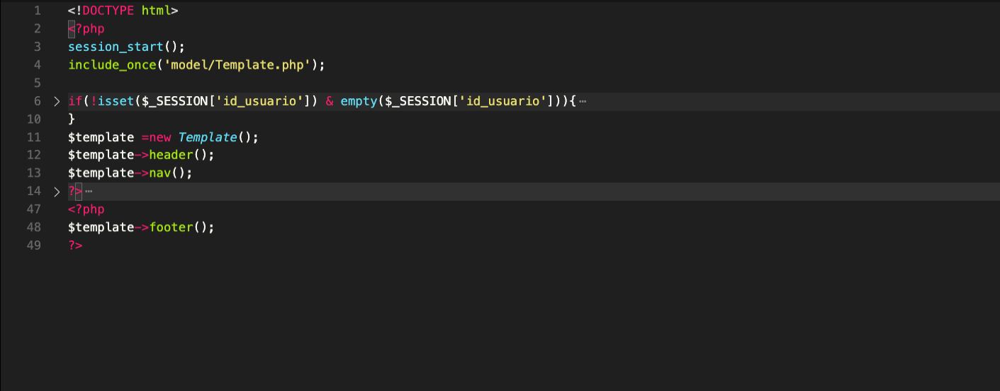 1 <!DOCTYPE html>
2 <?php
3 session_start();
4 include_once('model/Template.php');
5
6 > if(!isset($_SESSION['id_usuario']) & empty($_SESSION['id_usuario'])){ ⋯
10 }
11 $template =new Template();
12 $template->header();
13 $template->nav();
14 > ?> ⋯
47 <?php
48 $template->footer();
49 ?>